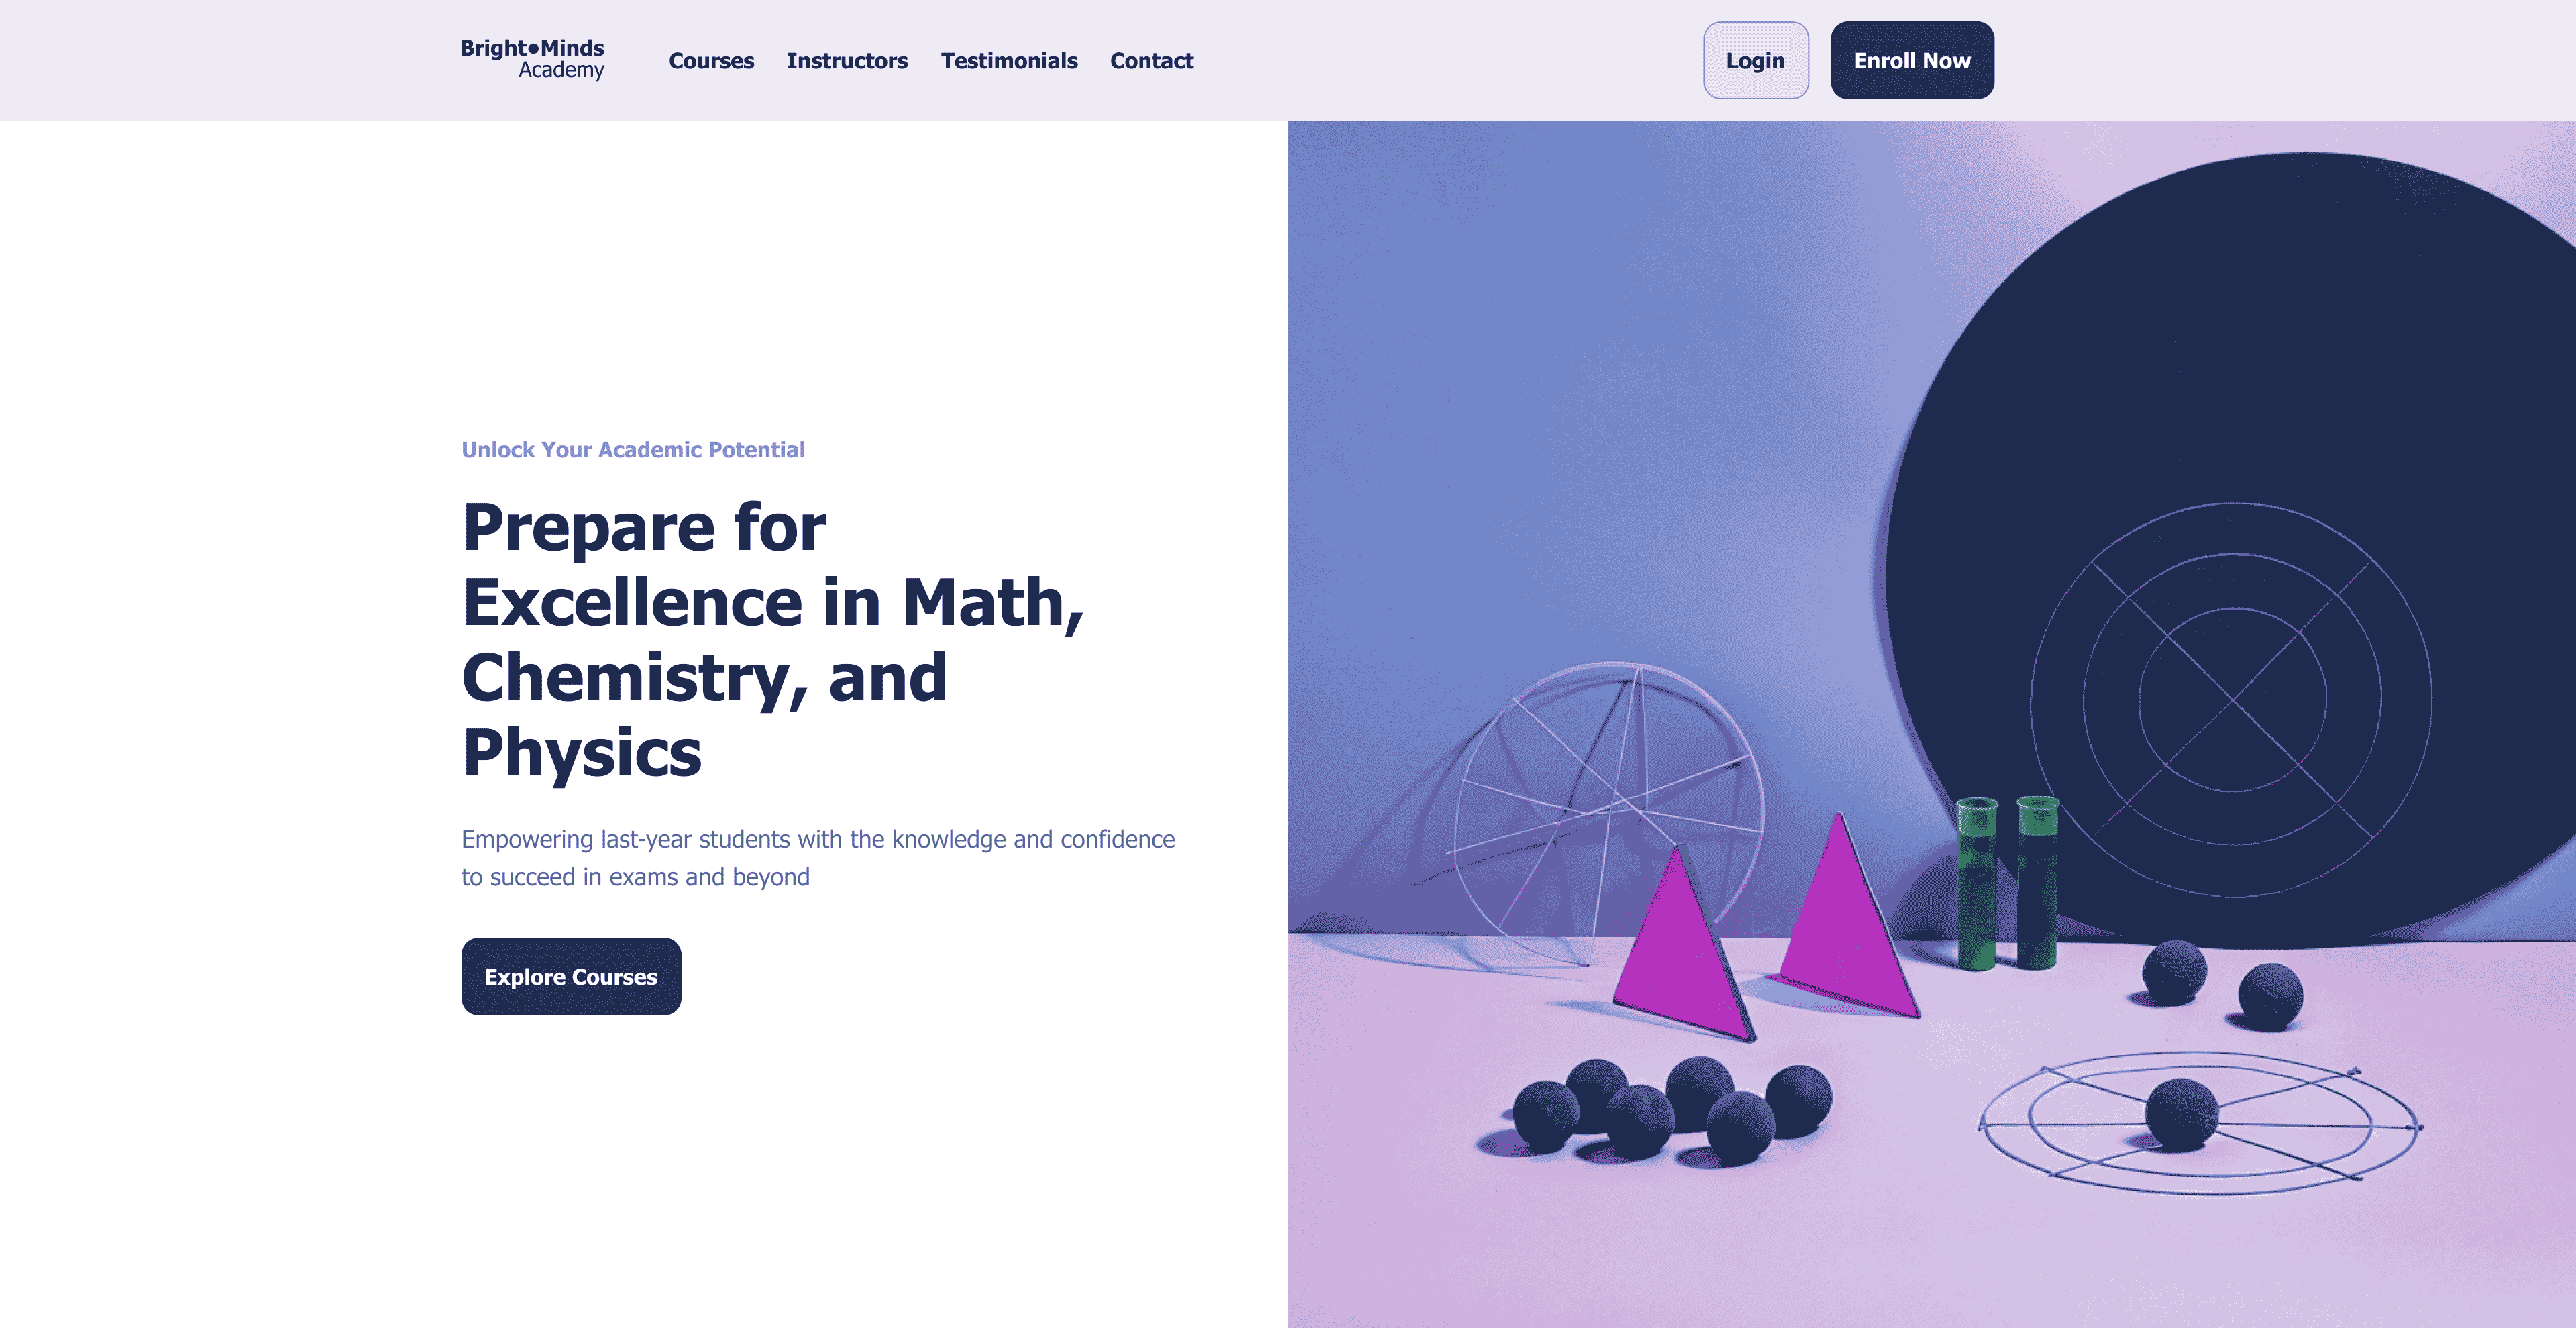 Bright●Minds
Academy
Courses
Instructors
Testimonials
Contact
Login
Enroll Now
Unlock Your Academic Potential
Prepare for
Excellence in Math,
Chemistry, and
Physics
Empowering last-year students with the knowledge and confidence
to succeed in exams and beyond
Explore Courses